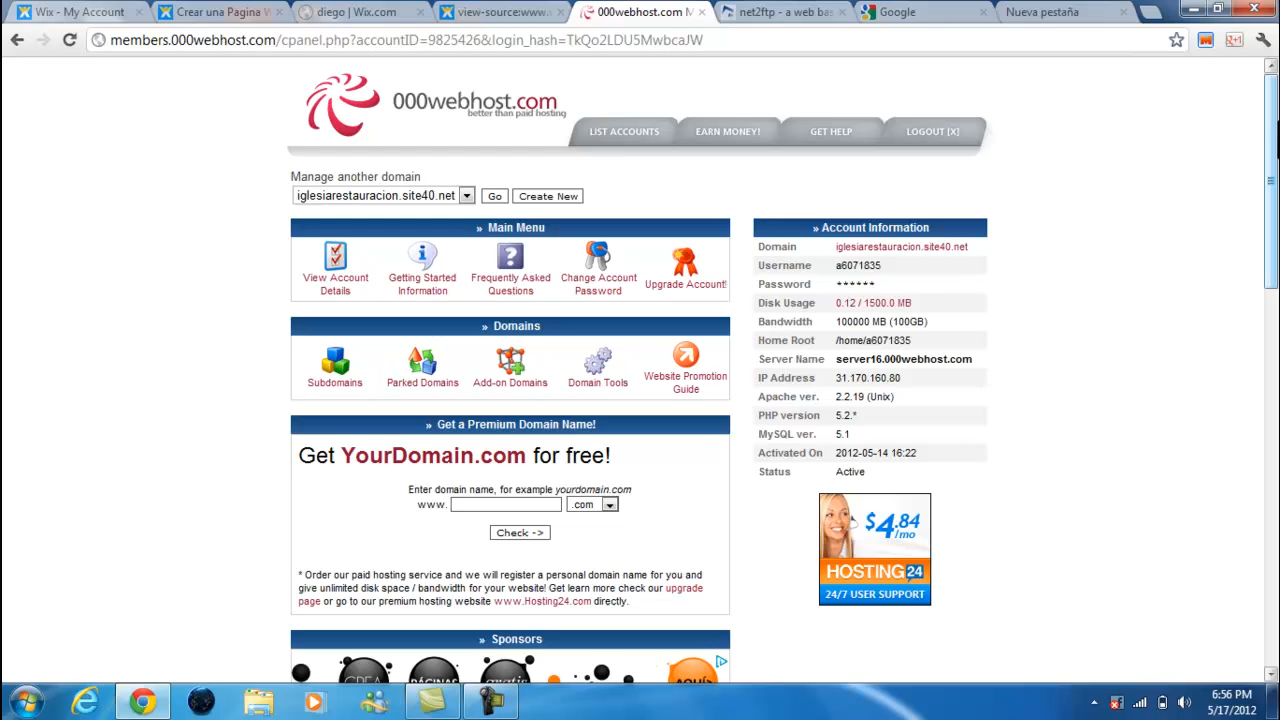 Wix - My Account
Crear una Pagina W
diego | Wix.com
view-source:www.
000webhost.com M
net2ftp - a web bas
Google
Nueva pestaña
members.000webhost.com/cpanel.php?accountID=9825426&login_hash=TkQo2LDU5MwbcaJW
000webhost.com
better than paid hosting
LIST ACCOUNTS
EARN MONEY!
GET HELP
LOGOUT [X]
Manage another domain
iglesiarestauracion.site40.net
Go
Create New
» Main Menu
View Account
Details
Getting Started
Information
Frequently Asked
Questions
Change Account
Password
Upgrade Account!
» Domains
Subdomains
Parked Domains
Add-on Domains
Domain Tools
Website Promotion
Guide
» Get a Premium Domain Name!
Get YourDomain.com for free!
Enter domain name, for example yourdomain.com
www.
.com
Check ->
* Order our paid hosting service and we will register a personal domain name for you and
give unlimited disk space / bandwidth for your website! Get learn more check our upgrade
page or go to our premium hosting website www.Hosting24.com directly.
» Sponsors
CREA
PÁGINAS
gratis
AQUÍ
» Account Information
Domain iglesiarestauracion.site40.net
Username a6071835
Password ******
Disk Usage 0.12 / 1500.0 MB
Bandwidth 100000 MB (100GB)
Home Root /home/a6071835
Server Name server16.000webhost.com
IP Address 31.170.160.80
Apache ver. 2.2.19 (Unix)
PHP version 5.2.*
MySQL ver. 5.1
Activated On 2012-05-14 16:22
Status Active
$4.84
/mo
HOSTING 24
24/7 USER SUPPORT
6:56 PM
5/17/2012